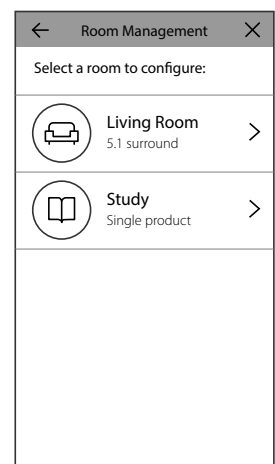 Room Management
Select a room to configure:
Living Room
5.1 surround
Study
Single product